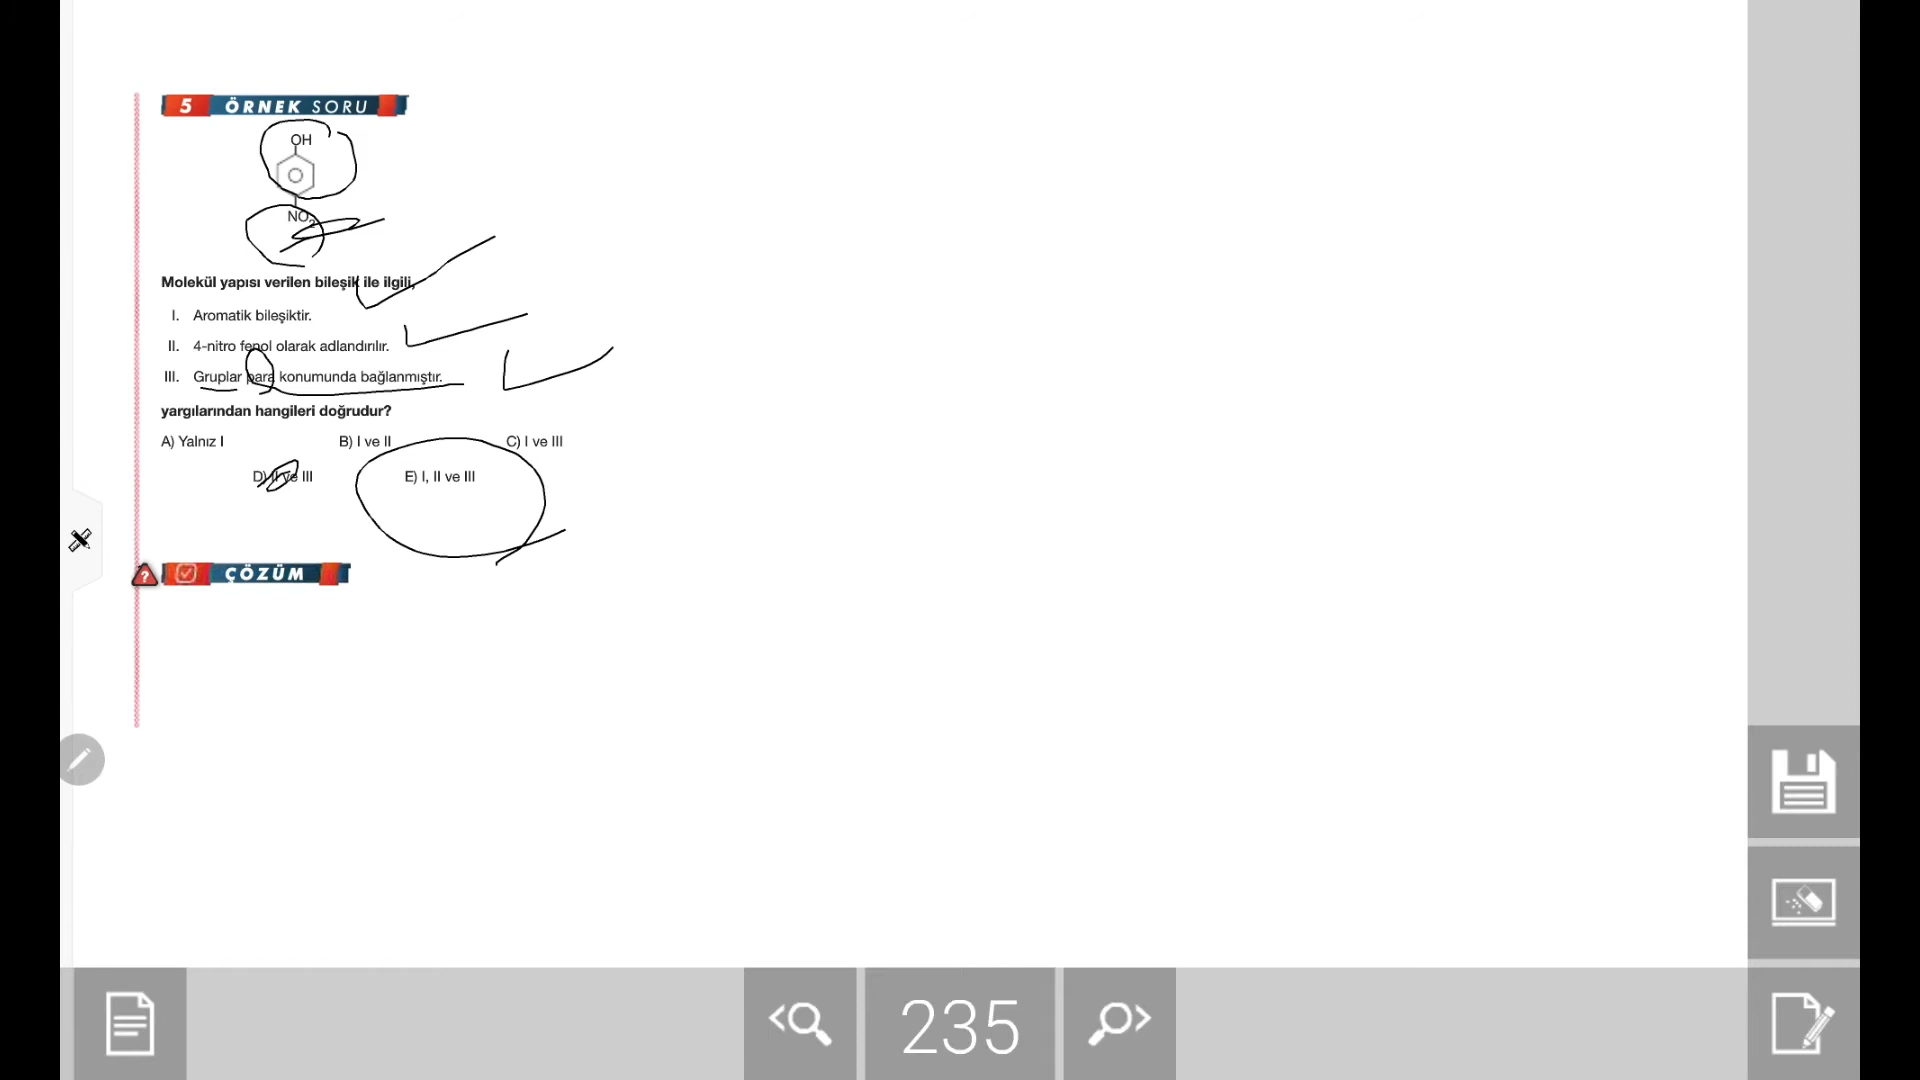 5 ÖRNEK SORU
OH
NO2
Molekül yapısı verilen bileşik ile ilgili,
I. Aromatik bileşiktir.
II. 4-nitro fenol olarak adlandırılır.
III. Gruplar para konumunda bağlanmıştır.
yargılarından hangileri doğrudur?
A) Yalnız I B) I ve II C) I ve III
D) II ve III E) I, II ve III
? ÇÖZÜM
235